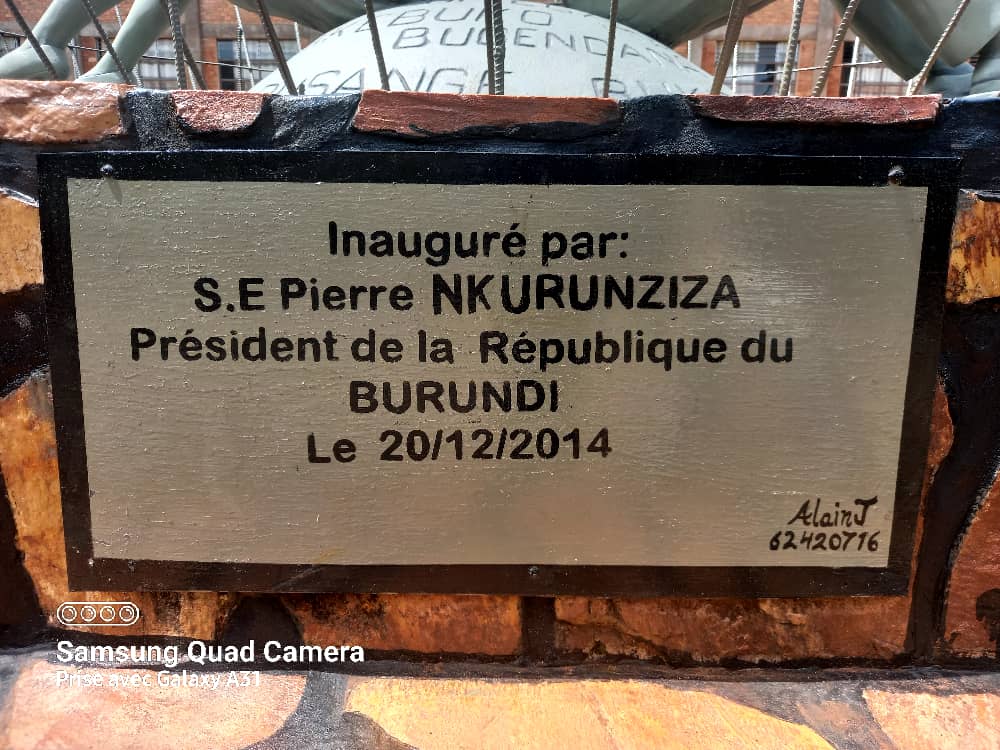 BUGENDANA
Inauguré par:
S.E Pierre NKURUNZIZA
Président de la République du
BURUNDI
Le 20/12/2014
AlainJ
62420716
Samsung Quad Camera
Prise avec Galaxy A31